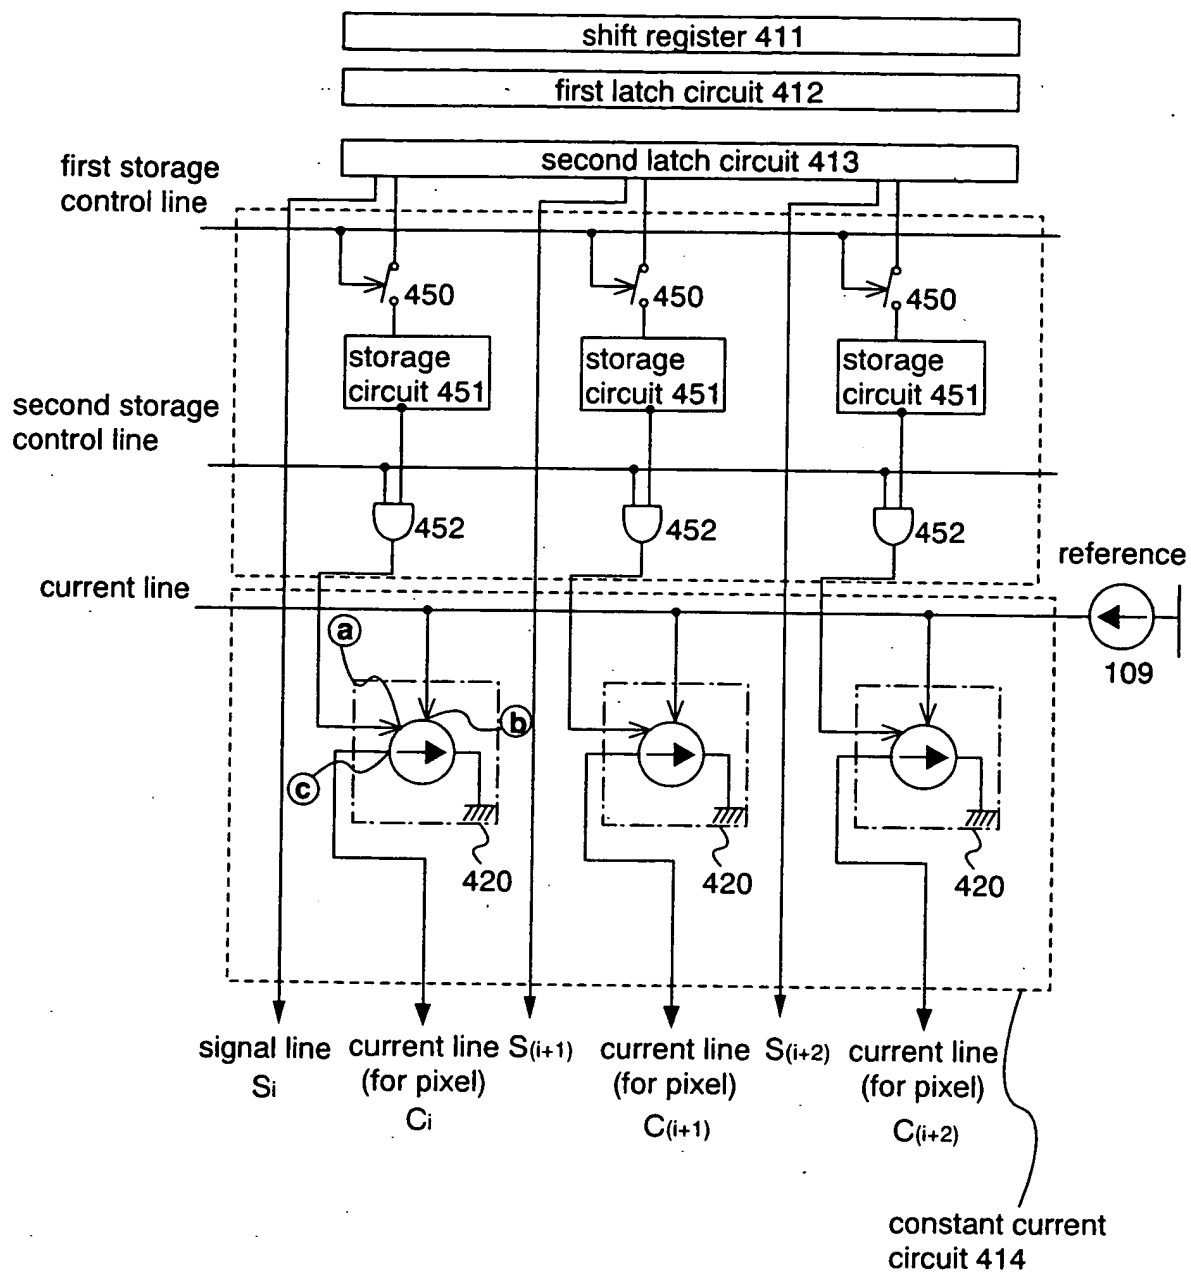 shift register 411
first latch circuit 412
second latch circuit 413
first storage
control line
450
450
450
storage
circuit 451
storage
circuit 451
storage
circuit 451
second storage
control line
452
452
452
reference
current line
109
a
b
c
420
420
420
signal line
Si
current line
(for pixel)
Ci
S(i+1)
current line
(for pixel)
C(i+1)
S(i+2)
current line
(for pixel)
C(i+2)
constant current
circuit 414